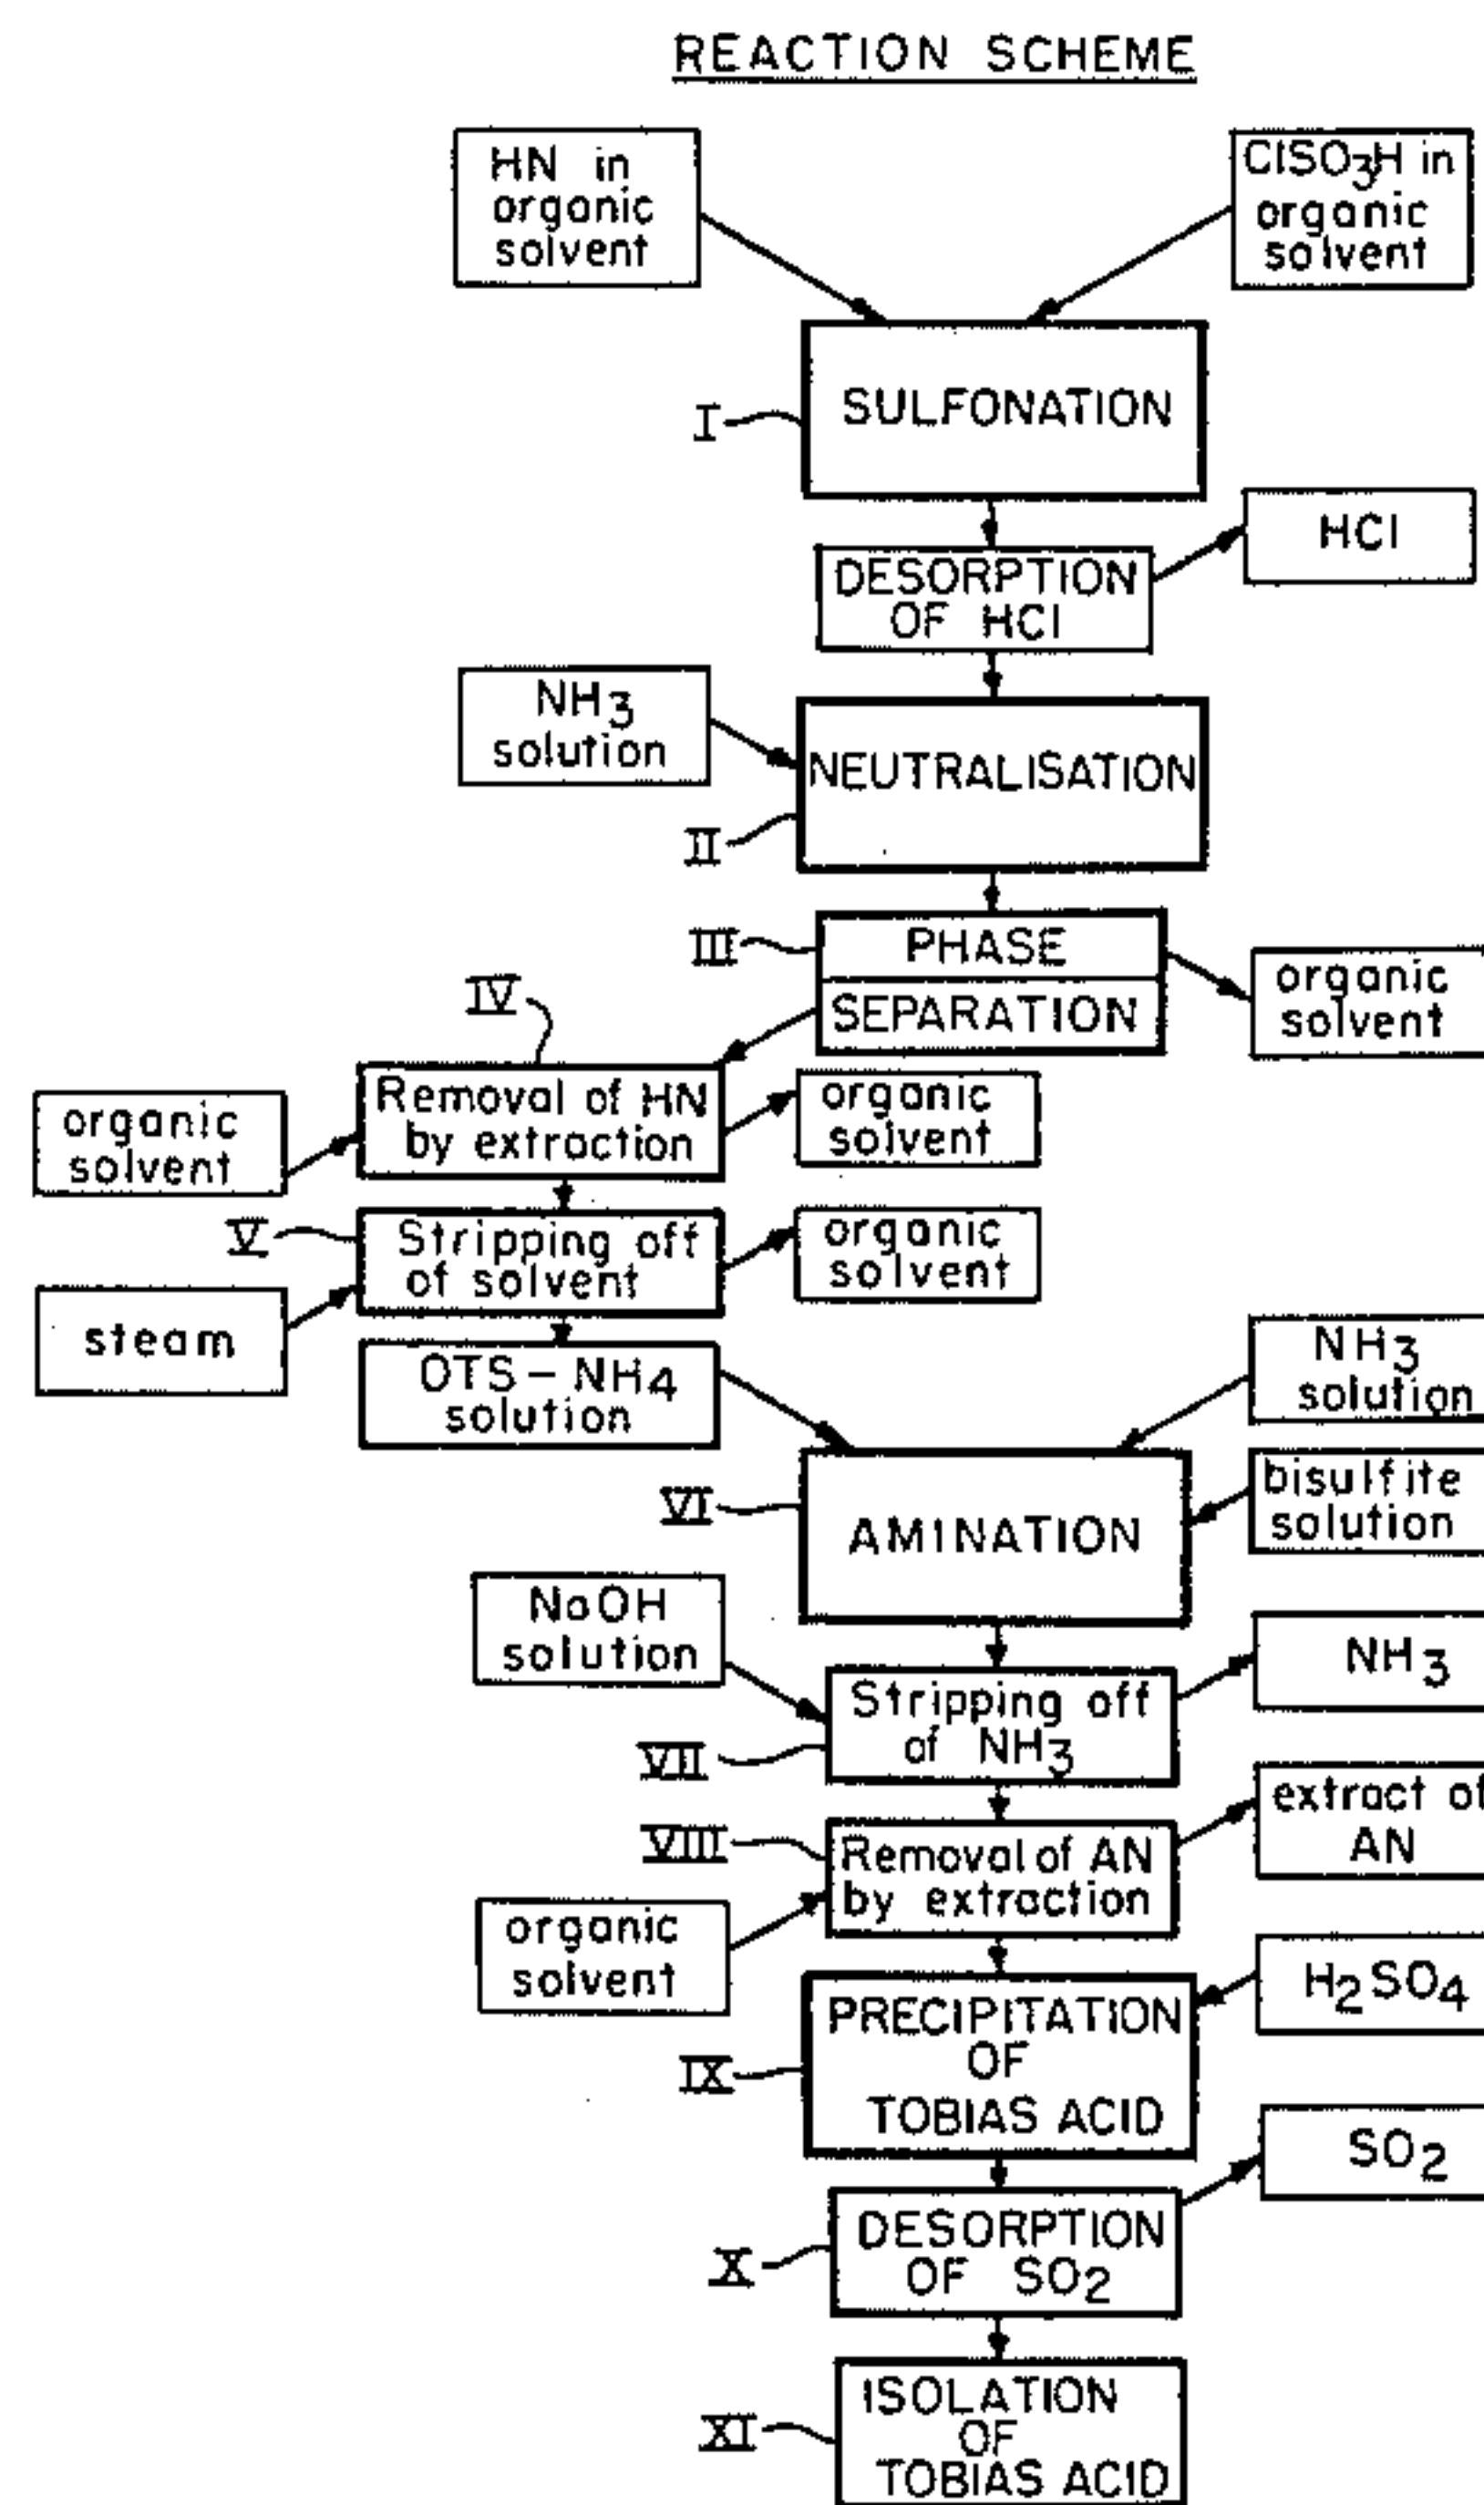 REACTION SCHEME
HN in
organic
solvent
ClSO3H in
organic
solvent
SULFONATION
I
HCl
DESORPTION
OF HCl
NH3
solution
NEUTRALISATION
II
III
PHASE
SEPARATION
organic
solvent
IV
Removal of HN
by extraction
organic
solvent
organic
solvent
V
Stripping off
of solvent
organic
solvent
steam
OTS-NH4
solution
NH3
solution
VI
AMINATION
bisulfite
solution
NaOH
solution
Stripping off
of NH3
NH3
VII
VIII
Removal of AN
by extraction
extract of
AN
organic
solvent
PRECIPITATION
OF
TOBIAS ACID
H2SO4
IX
SO2
DESORPTION
OF SO2
X
ISOLATION
OF
TOBIAS ACID
XI